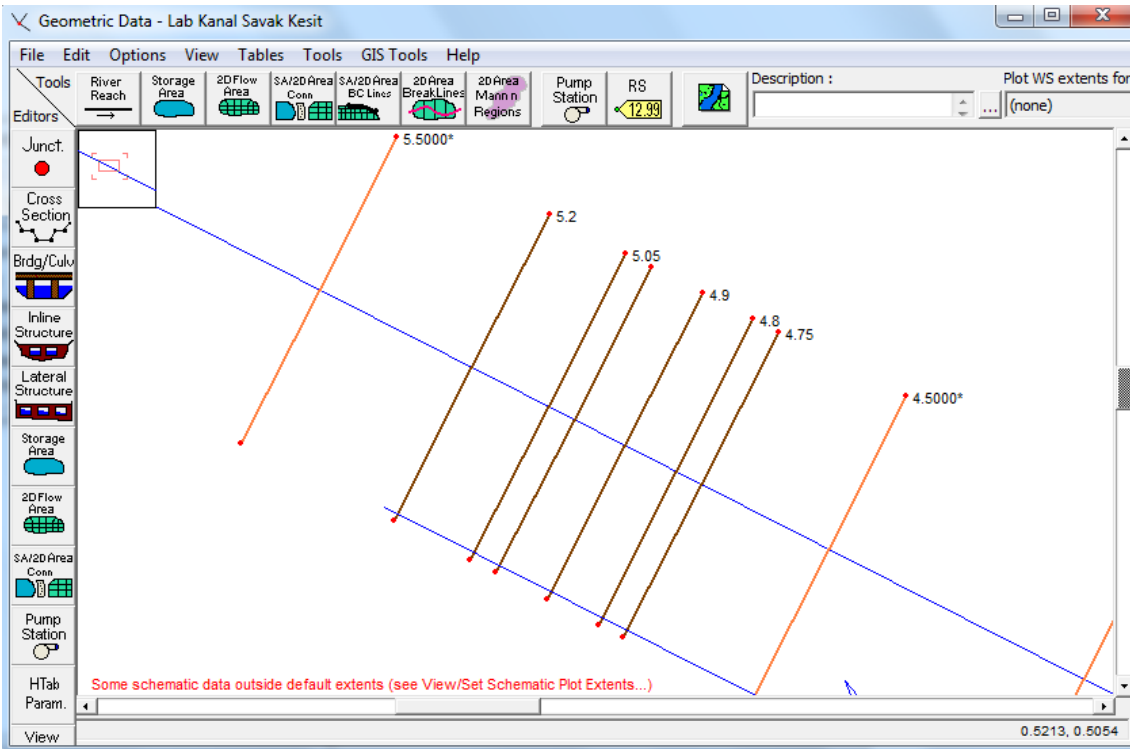 Geometric Data - Lab Kanal Savak Kesit
File Edit Options View Tables Tools GIS Tools Help
Tools
Editors
River
Reach
Storage
Area
2D Flow
Area
SA/2D Area
Conn
SA/2D Area
BC Lines
2D Area
BreakLines
2D Area
Mann n
Regions
Pump
Station
RS
12.99
Description :
...
Plot WS extents for
(none)
Junct.
Cross
Section
Brdg/Culv
Inline
Structure
Lateral
Structure
Storage
Area
2D Flow
Area
SA/2D Area
Conn
Pump
Station
HTab
Param.
View
5.5000*
5.2
5.05
4.9
4.8
4.75
4.5000*
Some schematic data outside default extents (see View/Set Schematic Plot Extents...)
0.5213, 0.5054